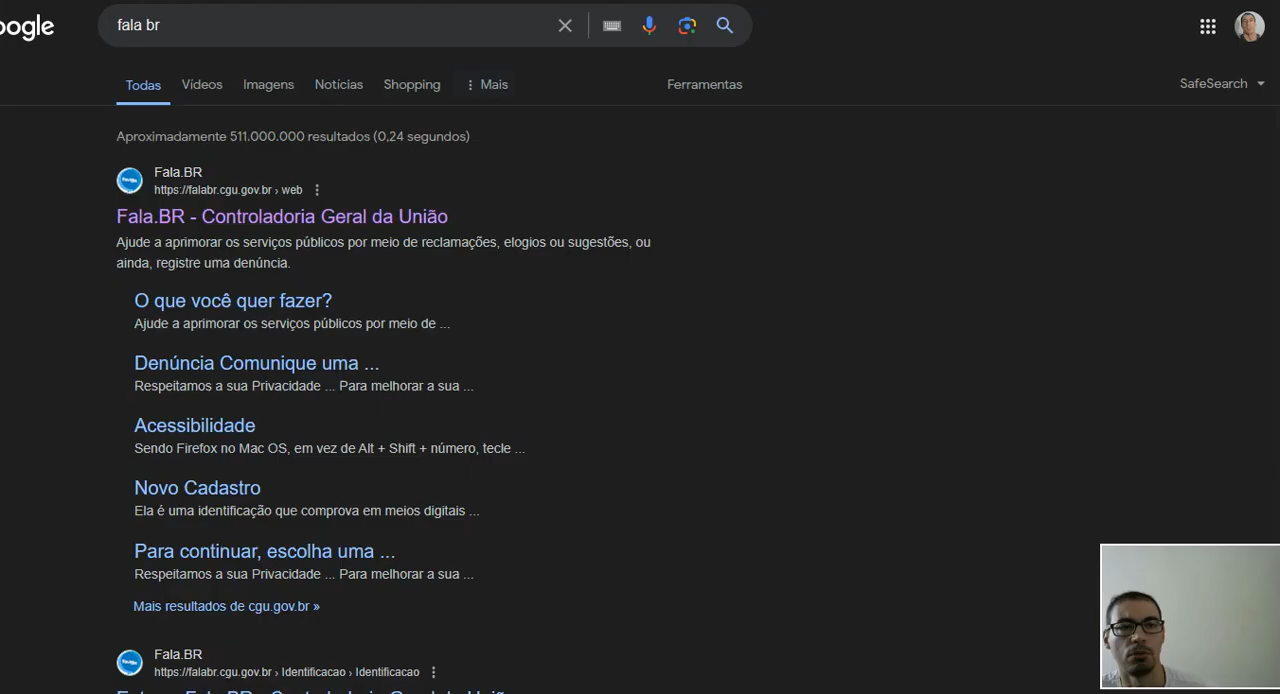 oogle
fala br
Todas Vídeos Imagens Notícias Shopping Mais Ferramentas SafeSearch
Aproximadamente 511.000.000 resultados (0,24 segundos)
Fala.BR
https://falabr.cgu.gov.br › web
Fala.BR - Controladoria Geral da União
Ajude a aprimorar os serviços públicos por meio de reclamações, elogios ou sugestões, ou
ainda, registre uma denúncia.
O que você quer fazer?
Ajude a aprimorar os serviços públicos por meio de ...
Denúncia Comunique uma ...
Respeitamos a sua Privacidade ... Para melhorar a sua ...
Acessibilidade
Sendo Firefox no Mac OS, em vez de Alt + Shift + número, tecle ...
Novo Cadastro
Ela é uma identificação que comprova em meios digitais ...
Para continuar, escolha uma ...
Respeitamos a sua Privacidade ... Para melhorar a sua ...
Mais resultados de cgu.gov.br »
Fala.BR
https://falabr.cgu.gov.br › Identificacao › Identificacao